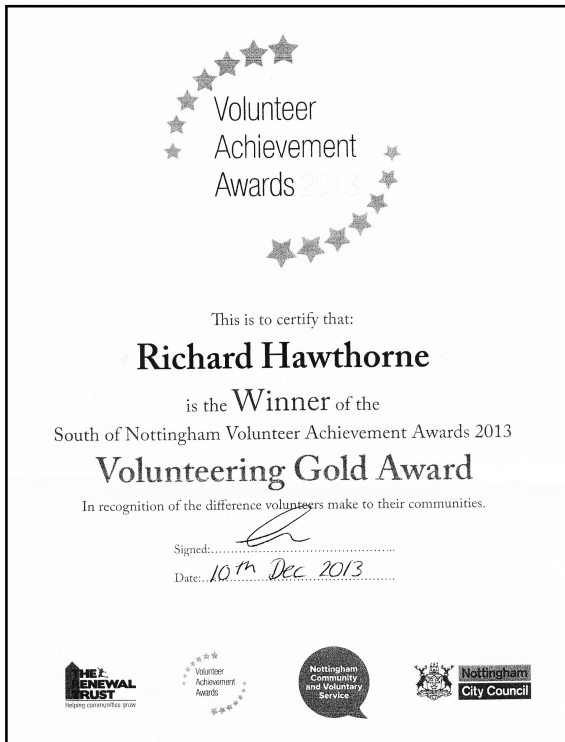 Volunteer
Achievement
Awards 2013
This is to certify that:
Richard Hawthorne
is the Winner of the
South of Nottingham Volunteer Achievement Awards 2013
Volunteering Gold Award
In recognition of the difference volunteers make to their communities.
Signed:
Date: 10th Dec 2013
THE RENEWAL TRUST
Helping communities grow
Volunteer
Achievement
Awards
Nottingham
Community
and Voluntary
Service
Nottingham
City Council